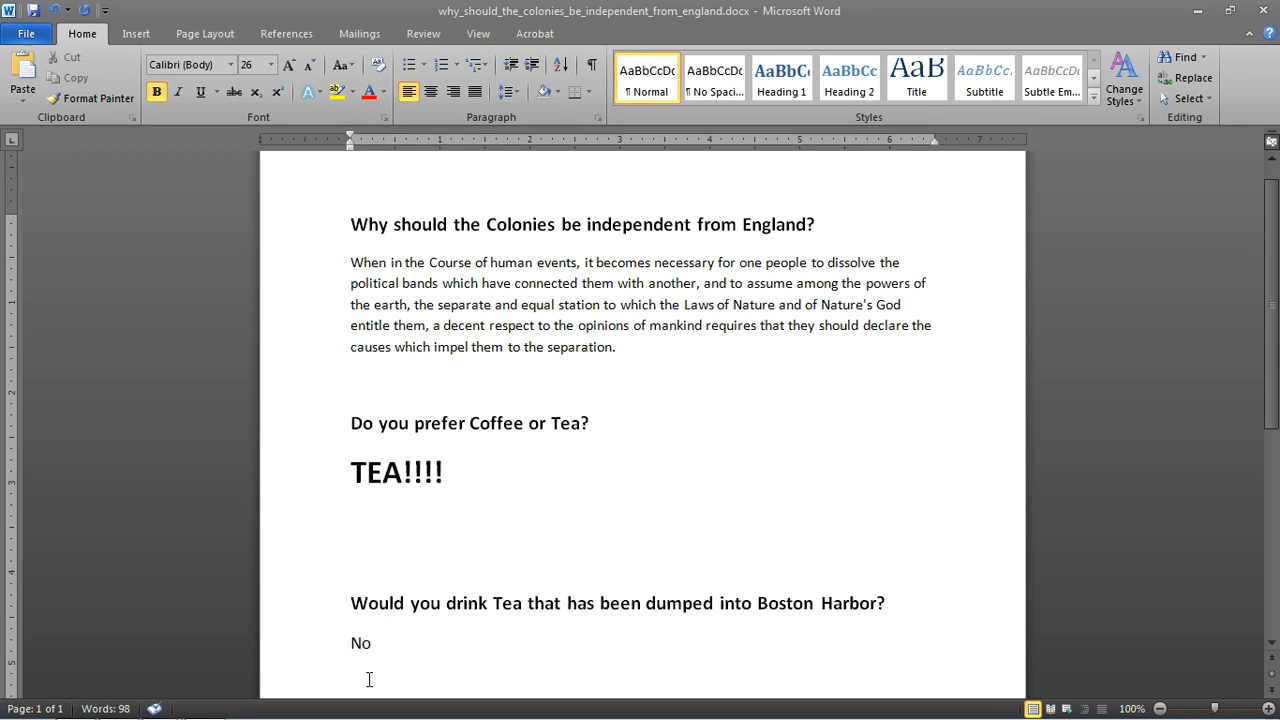 why_should_the_colonies_be_independent_from_england.docx - Microsoft Word
File Home Insert Page Layout References Mailings Review View Acrobat
Paste
Cut
Copy
Format Painter
Clipboard
Calibri (Body) 26
Font
Paragraph
AaBbCcDc AaBbCcDc AaBbC AaBbCc AaB AaBbCc. AaBbCcDc
¶ Normal ¶ No Spaci... Heading 1 Heading 2 Title Subtitle Subtle Em...
Change Styles
Styles
Find
Replace
Select
Editing
1 2 3 4 5 6 7
Why should the Colonies be independent from England?
When in the Course of human events, it becomes necessary for one people to dissolve the
political bands which have connected them with another, and to assume among the powers of
the earth, the separate and equal station to which the Laws of Nature and of Nature's God
entitle them, a decent respect to the opinions of mankind requires that they should declare the
causes which impel them to the separation.
Do you prefer Coffee or Tea?
TEA!!!!
Would you drink Tea that has been dumped into Boston Harbor?
No
Page: 1 of 1 Words: 98 100%